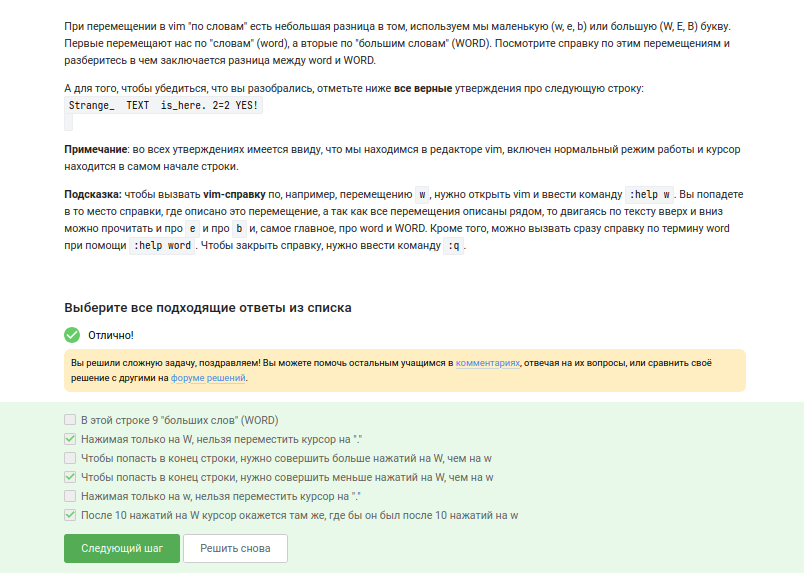 При перемещении в vim "по словам" есть небольшая разница в том, используем мы маленькую (w, e, b) или большую (W, E, B) букву.
Первые перемещают нас по "словам" (word), а вторые по "большим словам" (WORD). Посмотрите справку по этим перемещениям и
разберитесь в чем заключается разница между word и WORD.
А для того, чтобы убедиться, что вы разобрались, отметьте ниже все верные утверждения про следующую строку:
Strange_  TEXT  is_here. 2=2 YES!
Примечание: во всех утверждениях имеется ввиду, что мы находимся в редакторе vim, включен нормальный режим работы и курсор
находится в самом начале строки.
Подсказка: чтобы вызвать vim-справку по, например, перемещению w, нужно открыть vim и ввести команду :help w. Вы попадете
в то место справки, где описано это перемещение, а так как все перемещения описаны рядом, то двигаясь по тексту вверх и вниз
можно прочитать и про e и про b и, самое главное, про word и WORD. Кроме того, можно вызвать сразу справку по термину word
при помощи :help word. Чтобы закрыть справку, нужно ввести команду :q.
Выберите все подходящие ответы из списка
Отлично!
Вы решили сложную задачу, поздравляем! Вы можете помочь остальным учащимся в комментариях, отвечая на их вопросы, или сравнить своё
решение с другими на форуме решений.
В этой строке 9 "больших слов" (WORD)
Нажимая только на W, нельзя переместить курсор на "."
Чтобы попасть в конец строки, нужно совершить больше нажатий на W, чем на w
Чтобы попасть в конец строки, нужно совершить меньше нажатий на W, чем на w
Нажимая только на w, нельзя переместить курсор на "."
После 10 нажатий на W курсор окажется там же, где бы он был после 10 нажатий на w
Следующий шаг
Решить снова